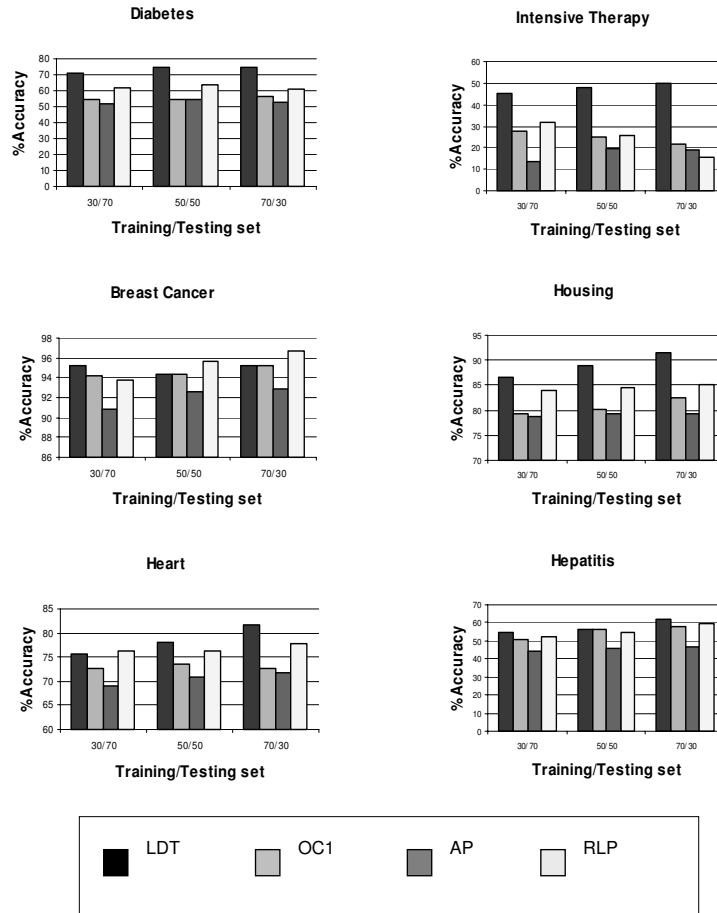 Diabetes
%Accuracy
80
70
60
50
40
30
20
10
0
30/70
50/50
70/30
Training/Testing set
Intensive Therapy
%Accuracy
60
50
40
30
20
10
0
30/70
50/50
70/30
Training/Testing set
Breast Cancer
%Accuracy
98
96
94
92
90
88
86
30/70
50/50
70/30
Training/Testing set
Housing
%Accuracy
95
90
85
80
75
70
30/70
50/50
70/30
Training/Testing set
Heart
%Accuracy
85
80
75
70
65
60
30/70
50/50
70/30
Training/Testing set
Hepatitis
%Accuracy
70
60
50
40
30
20
10
0
30/70
50/50
70/30
Training/Testing set
LDT
OC1
AP
RLP